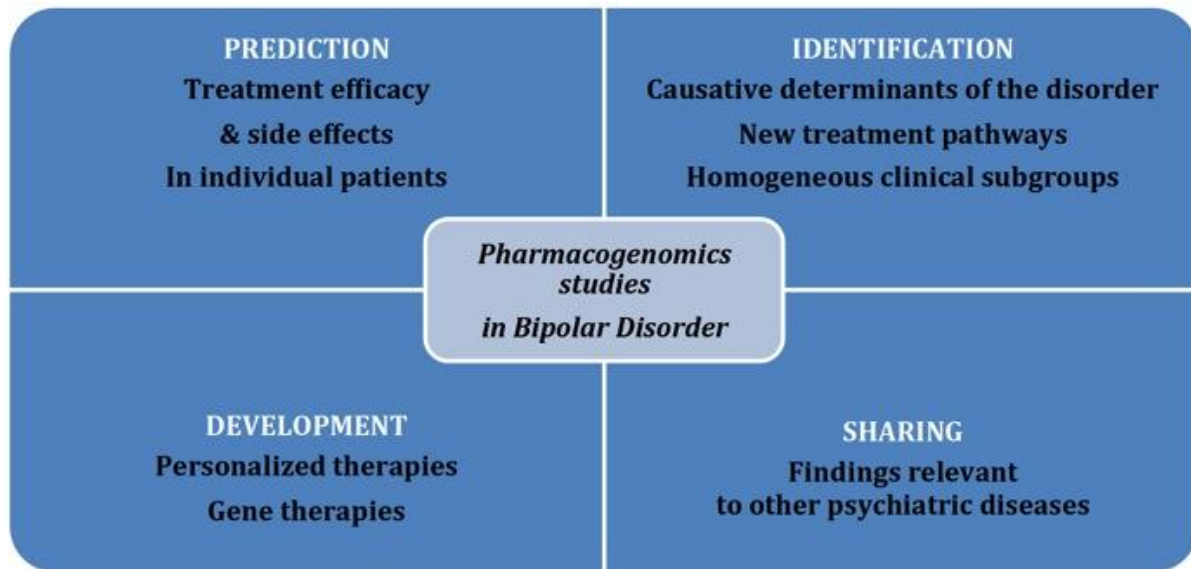 PREDICTION
Treatment efficacy
& side effects
In individual patients
IDENTIFICATION
Causative determinants of the disorder
New treatment pathways
Homogeneous clinical subgroups
Pharmacogenomics
studies
in Bipolar Disorder
DEVELOPMENT
Personalized therapies
Gene therapies
SHARING
Findings relevant
to other psychiatric diseases